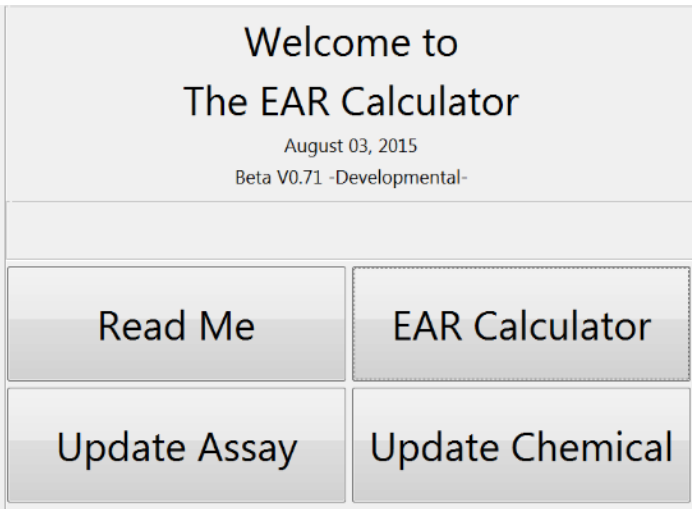 Welcome to
The EAR Calculator
August 03, 2015
Beta V0.71 -Developmental-
Read Me
EAR Calculator
Update Assay
Update Chemical